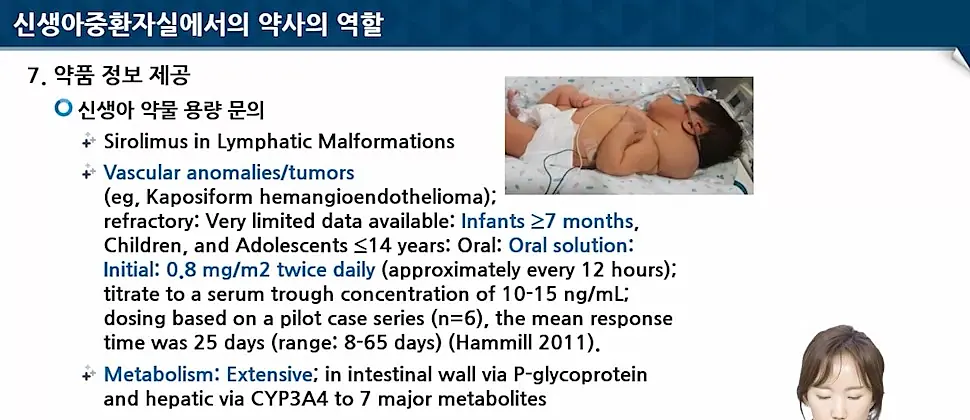 신생아중환자실에서의 약사의 역할
7. 약품 정보 제공
신생아 약물 용량 문의
Sirolimus in Lymphatic Malformations
Vascular anomalies/tumors
(eg, Kaposiform hemangioendothelioma);
refractory: Very limited data available: Infants ≥7 months,
Children, and Adolescents ≤14 years: Oral: Oral solution:
Initial: 0.8 mg/m2 twice daily (approximately every 12 hours);
titrate to a serum trough concentration of 10-15 ng/mL;
dosing based on a pilot case series (n=6), the mean response
time was 25 days (range: 8-65 days) (Hammill 2011).
Metabolism: Extensive; in intestinal wall via P-glycoprotein
and hepatic via CYP3A4 to 7 major metabolites